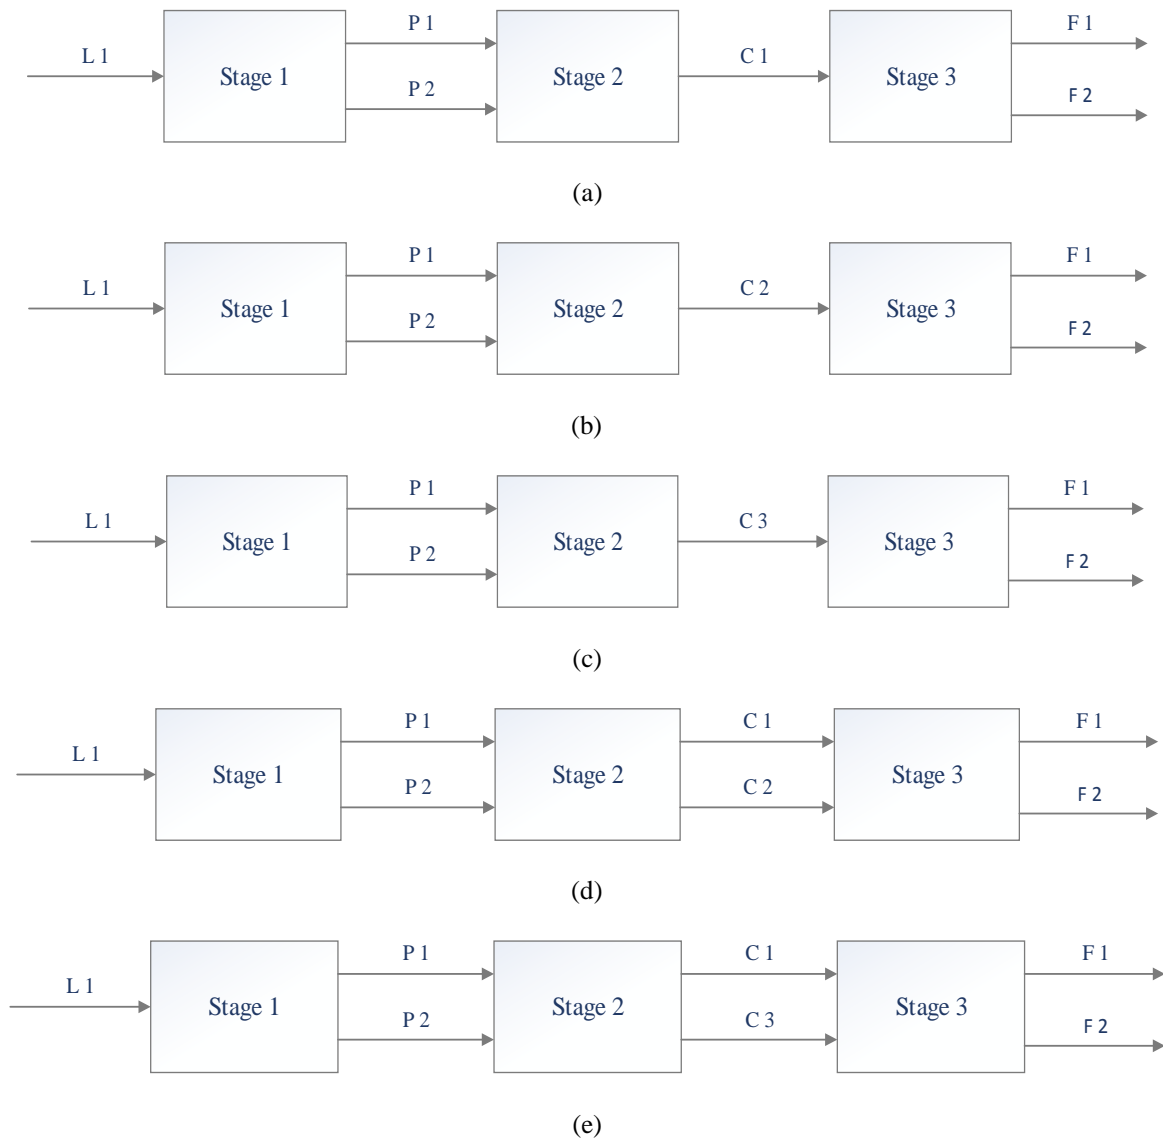 P 1 F 1
L 1 Stage 1 Stage 2 C 1 Stage 3
P 2 F 2
(a)
P 1 F 1
L 1 Stage 1 Stage 2 C 2 Stage 3
P 2 F 2
(b)
P 1 F 1
L 1 Stage 1 Stage 2 C 3 Stage 3
P 2 F 2
(c)
P 1 C 1 F 1
L 1 Stage 1 Stage 2 Stage 3
P 2 C 2 F 2
(d)
P 1 C 1 F 1
L 1 Stage 1 Stage 2 Stage 3
P 2 C 3 F 2
(e)